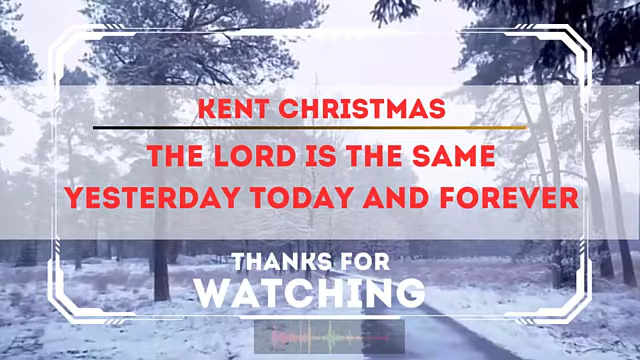 KENT CHRISTMAS
THE LORD IS THE SAME
YESTERDAY TODAY AND FOREVER
THANKS FOR
WATCHING